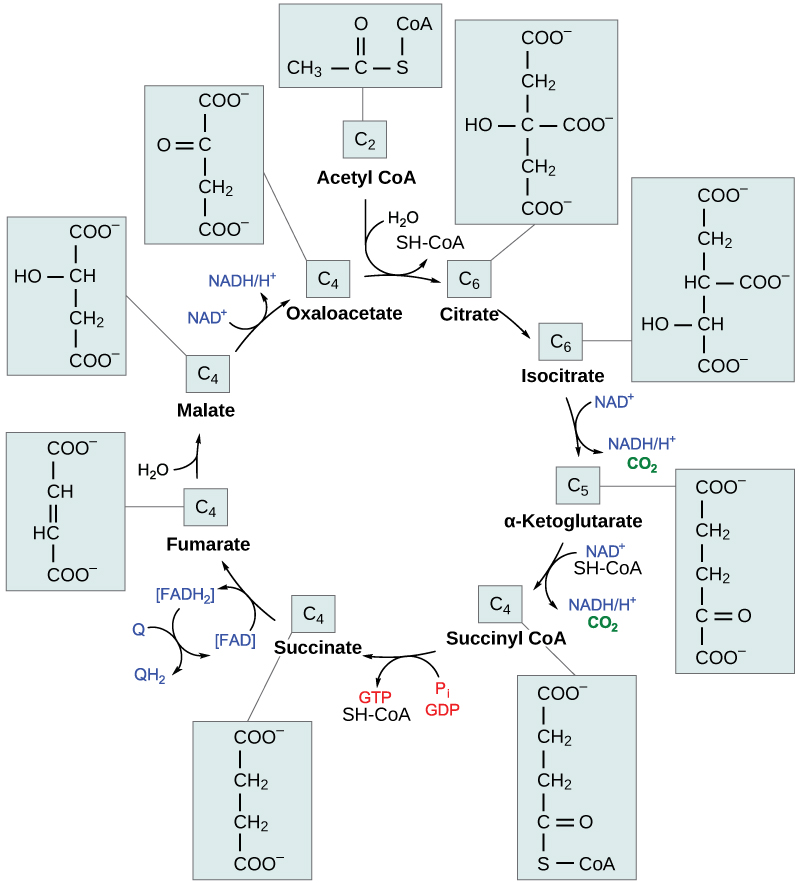 O CoA
CH₃ — C — S
C₂
Acetyl CoA
H₂O
SH-CoA
COO⁻
CH₂
HO — C — COO⁻
CH₂
COO⁻
C₆
Citrate
COO⁻
CH₂
HC — COO⁻
HO — CH
COO⁻
C₆
Isocitrate
NAD⁺
NADH/H⁺
CO₂
C₅
α-Ketoglutarate
COO⁻
CH₂
CH₂
C = O
COO⁻
NAD⁺
SH-CoA
NADH/H⁺
CO₂
C₄
Succinyl CoA
COO⁻
CH₂
CH₂
C = O
S — CoA
Pᵢ
GDP
GTP
SH-CoA
C₄
Succinate
COO⁻
CH₂
CH₂
COO⁻
[FADH₂]
[FAD]
Q
QH₂
C₄
Fumarate
COO⁻
CH
HC
COO⁻
H₂O
C₄
Malate
COO⁻
HO — CH
CH₂
COO⁻
NAD⁺
NADH/H⁺
C₄
Oxaloacetate
COO⁻
O = C
CH₂
COO⁻